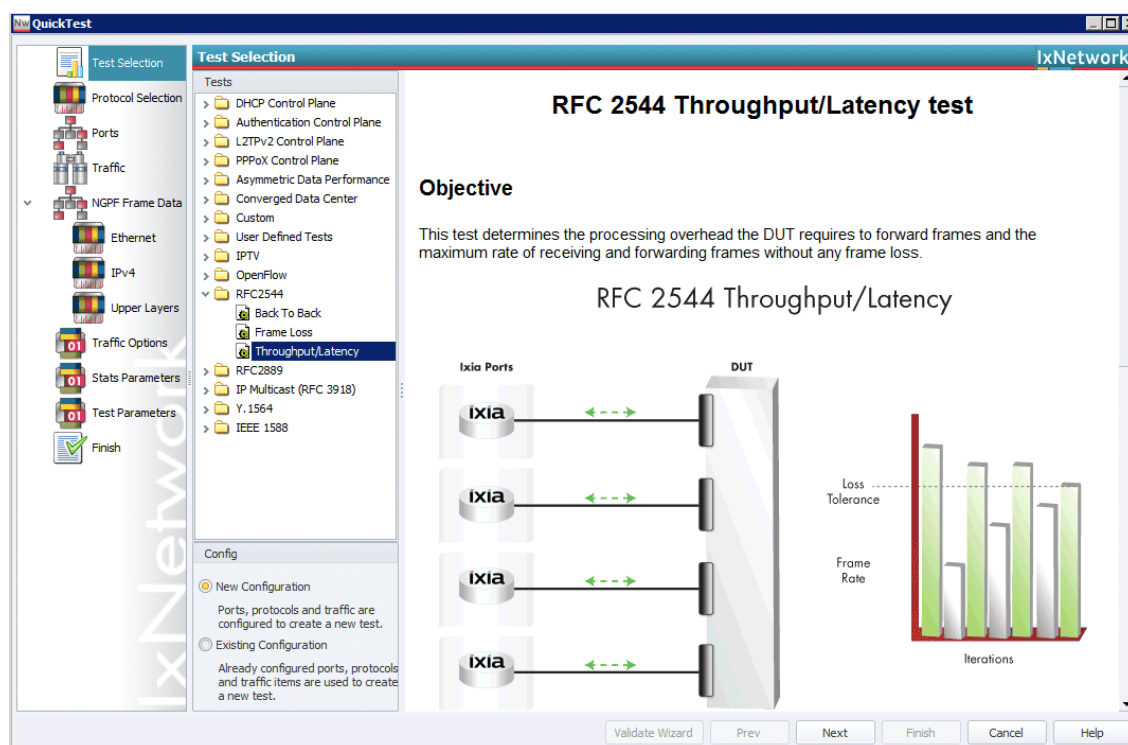 Nw QuickTest
Test Selection
Protocol Selection
Ports
Traffic
NGPF Frame Data
Ethernet
IPv4
Upper Layers
Traffic Options
Stats Parameters
Test Parameters
Finish
IxNetwork
Test Selection
IxNetwork
Tests
DHCP Control Plane
Authentication Control Plane
L2TPv2 Control Plane
PPPoX Control Plane
Asymmetric Data Performance
Converged Data Center
Custom
User Defined Tests
IPTV
OpenFlow
RFC2544
Back To Back
Frame Loss
Throughput/Latency
RFC2889
IP Multicast (RFC 3918)
Y.1564
IEEE 1588
Config
New Configuration
Ports, protocols and traffic are
configured to create a new test.
Existing Configuration
Already configured ports, protocols
and traffic items are used to create
a new test.
RFC 2544 Throughput/Latency test
Objective
This test determines the processing overhead the DUT requires to forward frames and the
maximum rate of receiving and forwarding frames without any frame loss.
RFC 2544 Throughput/Latency
Ixia Ports
DUT
ixia
ixia
ixia
ixia
Loss
Tolerance
Frame
Rate
Iterations
Validate Wizard
Prev
Next
Finish
Cancel
Help